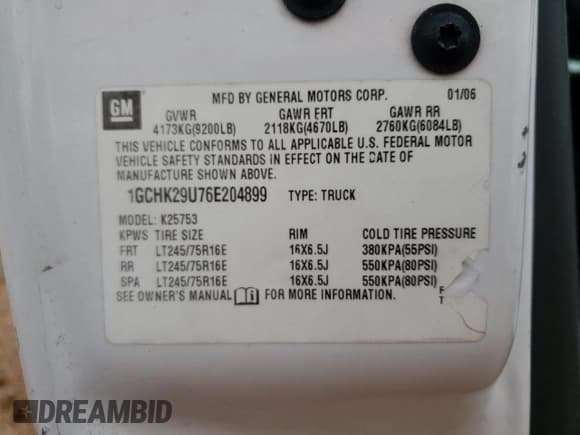 GM
MFD BY GENERAL MOTORS CORP. 01/06
GVWR GAWR FRT GAWR RR
4173KG(9200LB) 2118KG(4670LB) 2760KG(6084LB)
THIS VEHICLE CONFORMS TO ALL APPLICABLE U.S. FEDERAL MOTOR
VEHICLE SAFETY STANDARDS IN EFFECT ON THE DATE OF
MANUFACTURE SHOWN ABOVE.
1GCHK29U76E204899 TYPE: TRUCK
MODEL: K25753
KPWS TIRE SIZE RIM COLD TIRE PRESSURE
FRT LT245/75R16E 16X6.5J 380KPA(55PSI)
RR LT245/75R16E 16X6.5J 550KPA(80PSI)
SPA LT245/75R16E 16X6.5J 550KPA(80PSI)
SEE OWNER'S MANUAL FOR MORE INFORMATION. F
T
DREAMBID